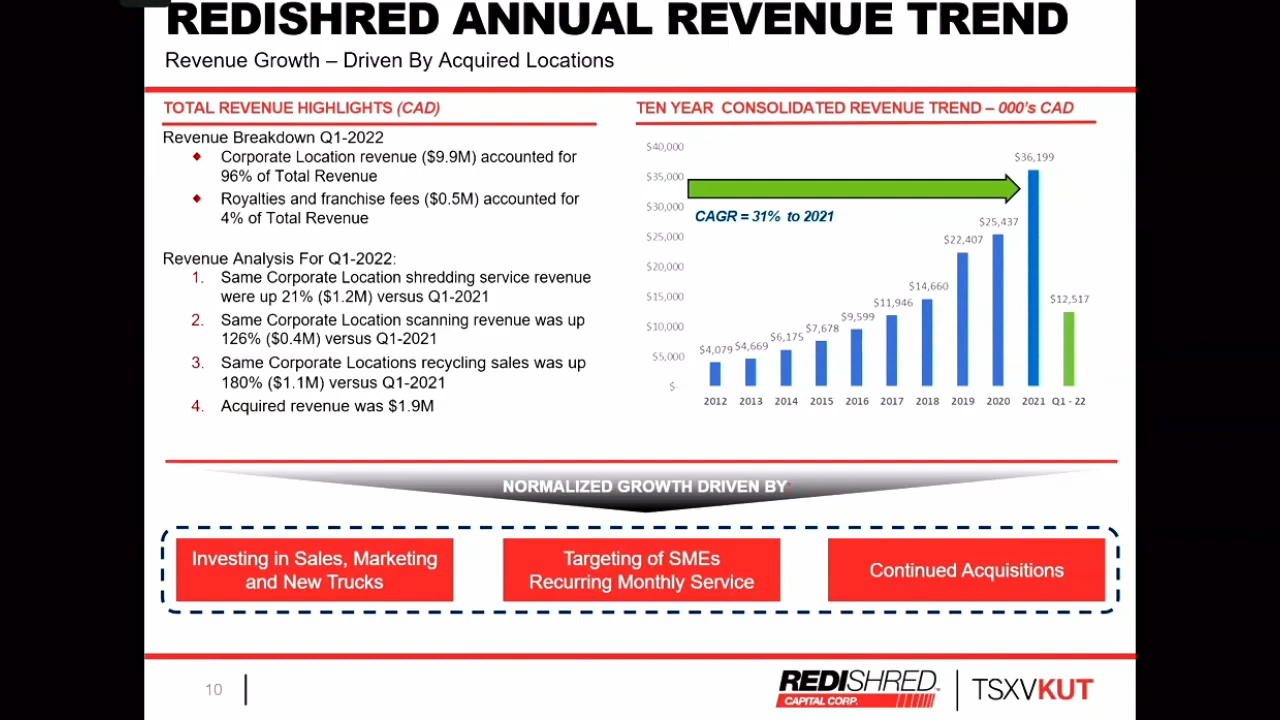 REDISHRED ANNUAL REVENUE TREND
Revenue Growth – Driven By Acquired Locations
TOTAL REVENUE HIGHLIGHTS (CAD)
Revenue Breakdown Q1-2022
Corporate Location revenue ($9.9M) accounted for
96% of Total Revenue
Royalties and franchise fees ($0.5M) accounted for
4% of Total Revenue
Revenue Analysis For Q1-2022:
1. Same Corporate Location shredding service revenue
were up 21% ($1.2M) versus Q1-2021
2. Same Corporate Location scanning revenue was up
126% ($0.4M) versus Q1-2021
3. Same Corporate Locations recycling sales was up
180% ($1.1M) versus Q1-2021
4. Acquired revenue was $1.9M
TEN YEAR CONSOLIDATED REVENUE TREND – 000's CAD
$40,000
$35,000
$30,000
$25,000
$20,000
$15,000
$10,000
$5,000
$-
CAGR = 31% to 2021
$4,079
$4,669
$6,175
$7,678
$9,599
$11,946
$14,660
$22,407
$25,437
$36,199
$12,517
2012 2013 2014 2015 2016 2017 2018 2019 2020 2021 Q1 - 22
NORMALIZED GROWTH DRIVEN BY:
Investing in Sales, Marketing
and New Trucks
Targeting of SMEs
Recurring Monthly Service
Continued Acquisitions
10
REDISHRED™
CAPITAL CORP.
TSXVKUT